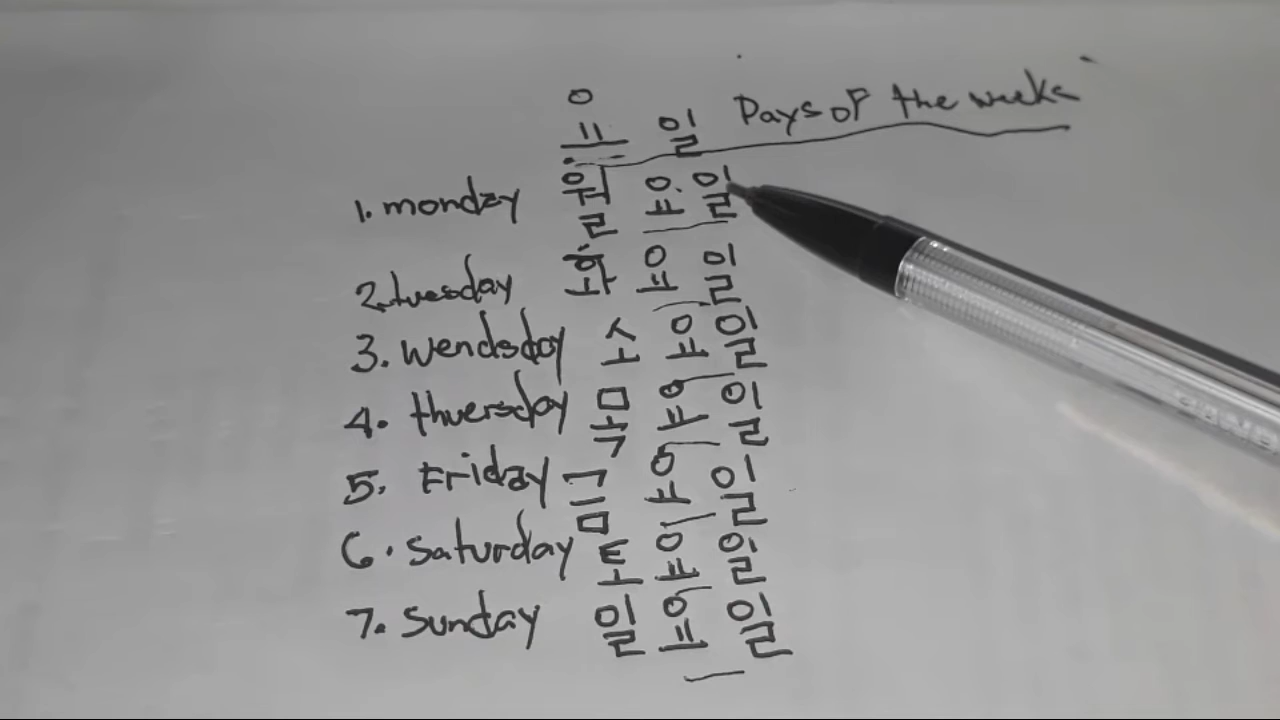 요일 Days of the weeks
1. monday 월요일
2. tuesday 화요일
3. wendsday 소요일
4. thuersday 목요일
5. Friday 금요일
6. saturday 토요일
7. sunday 일요일